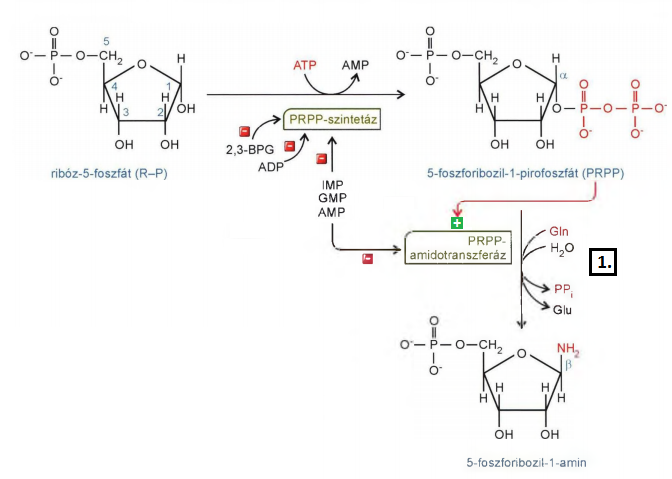 O
O⁻ P O CH₂ 5
O⁻
O H
4 1
H H H OH
3 2
OH OH
ribóz-5-foszfát (R–P)
ATP AMP
PRPP-szintetáz
2,3-BPG
ADP
IMP
GMP
AMP
O
O⁻ P O CH₂
O⁻
O H
α
H H H O P O P O⁻
O O
O⁻ O⁻
OH OH
5-foszforibozil-1-pirofoszfát (PRPP)
+
PRPP-
amidotranszferáz
Gln
H₂O
1.
PPᵢ
Glu
O
O⁻ P O CH₂
O⁻
O NH₂
β
H H H H
OH OH
5-foszforibozil-1-amin